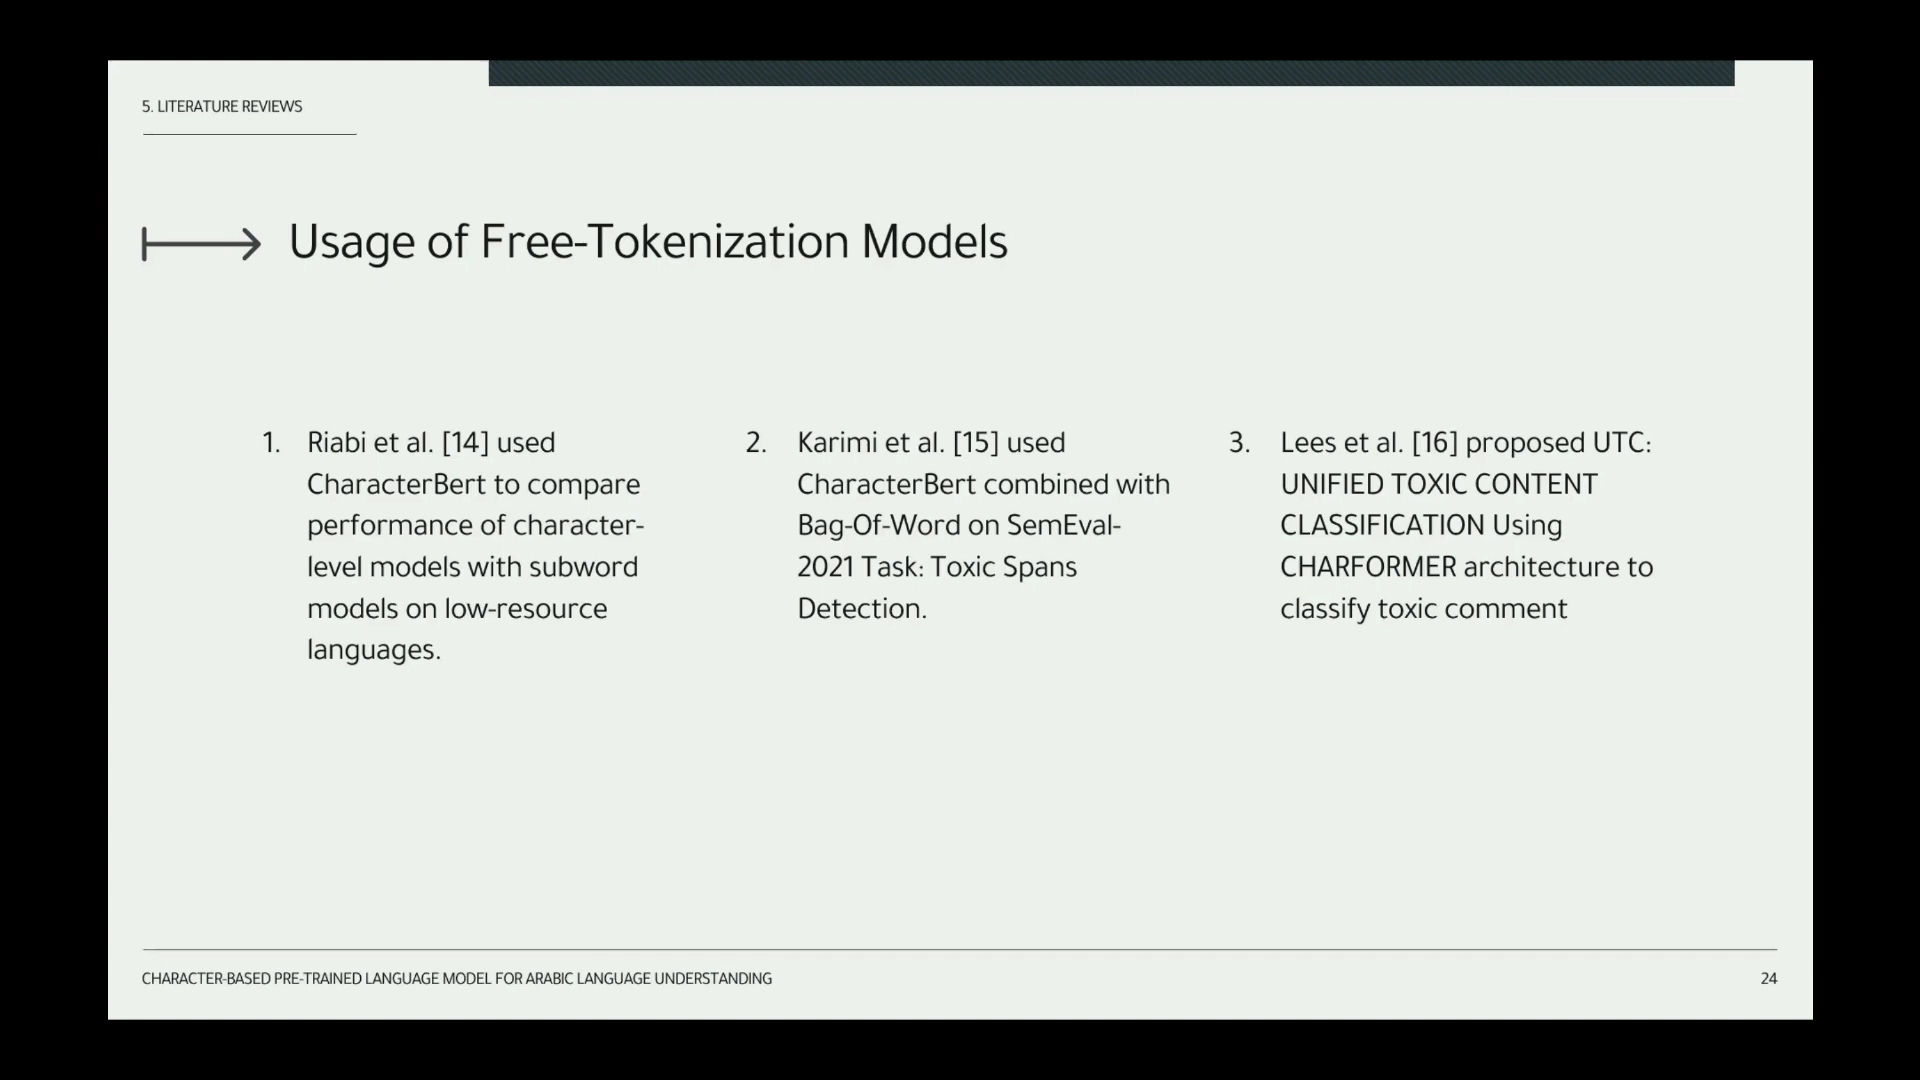 5. LITERATURE REVIEWS
Usage of Free-Tokenization Models
1. Riabi et al. [14] used
CharacterBert to compare
performance of character-
level models with subword
models on low-resource
languages.
2. Karimi et al. [15] used
CharacterBert combined with
Bag-Of-Word on SemEval-
2021 Task: Toxic Spans
Detection.
3. Lees et al. [16] proposed UTC:
UNIFIED TOXIC CONTENT
CLASSIFICATION Using
CHARFORMER architecture to
classify toxic comment
CHARACTER-BASED PRE-TRAINED LANGUAGE MODEL FOR ARABIC LANGUAGE UNDERSTANDING
24